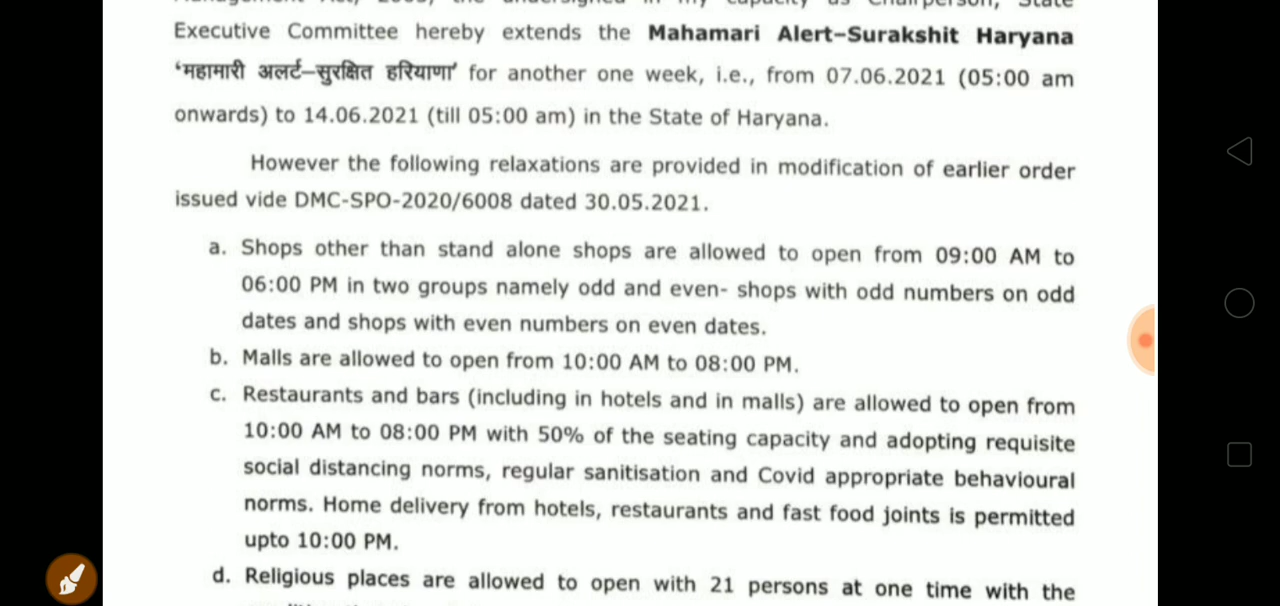 Executive Committee hereby extends the Mahamari Alert–Surakshit Haryana
‘महामारी अलर्ट–सुरक्षित हरियाणा’ for another one week, i.e., from 07.06.2021 (05:00 am
onwards) to 14.06.2021 (till 05:00 am) in the State of Haryana.
However the following relaxations are provided in modification of earlier order
issued vide DMC-SPO-2020/6008 dated 30.05.2021.
a. Shops other than stand alone shops are allowed to open from 09:00 AM to
06:00 PM in two groups namely odd and even- shops with odd numbers on odd
dates and shops with even numbers on even dates.
b. Malls are allowed to open from 10:00 AM to 08:00 PM.
c. Restaurants and bars (including in hotels and in malls) are allowed to open from
10:00 AM to 08:00 PM with 50% of the seating capacity and adopting requisite
social distancing norms, regular sanitisation and Covid appropriate behavioural
norms. Home delivery from hotels, restaurants and fast food joints is permitted
upto 10:00 PM.
d. Religious places are allowed to open with 21 persons at one time with the